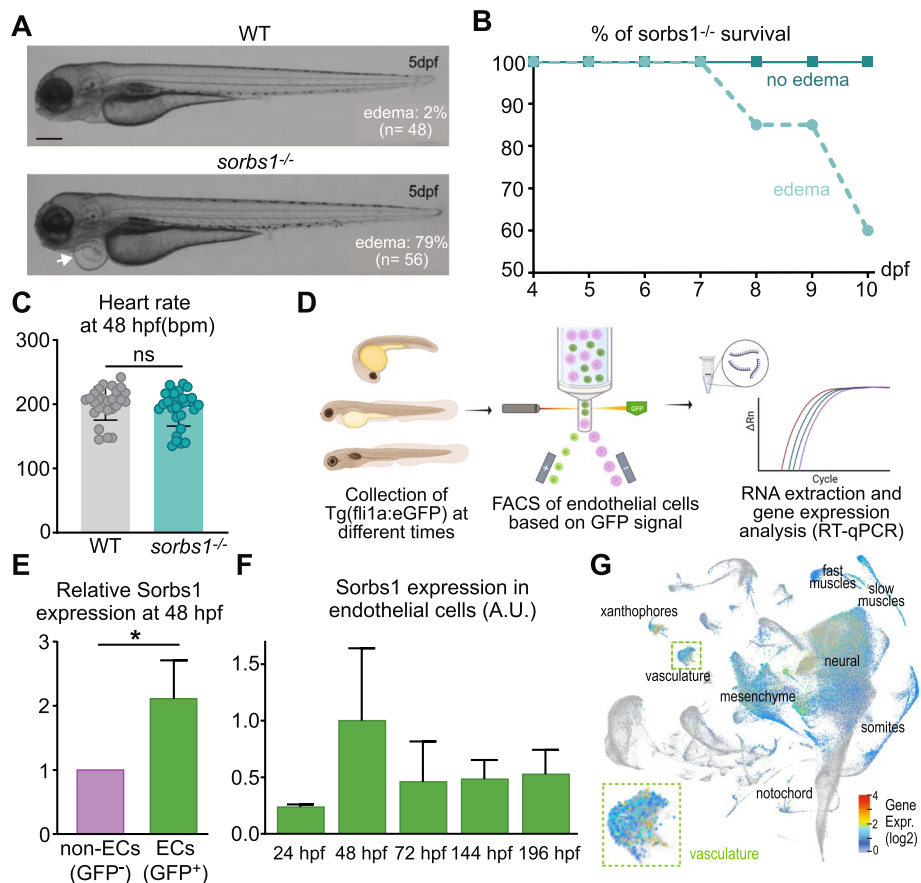 A
WT
5dpf
edema: 2%
(n= 48)
sorbs1-/-
5dpf
edema: 79%
(n= 56)
B
% of sorbs1-/- survival
100
90
80
70
60
50
no edema
edema
4 5 6 7 8 9 10
dpf
C
Heart rate
at 48 hpf(bpm)
300
200
100
0
ns
WT sorbs1-/-
D
Collection of
Tg(fli1a:eGFP) at
different times
GFP
+
−
FACS of endothelial cells
based on GFP signal
ΔRn
Cycle
RNA extraction and
gene expression
analysis (RT-qPCR)
E
Relative Sorbs1
expression at 48 hpf
*
3
2
1
0
non-ECs
(GFP-)
ECs
(GFP+)
F
Sorbs1 expression in
endothelial cells (A.U.)
1.5
1.0
0.5
0.0
24 hpf 48 hpf 72 hpf 144 hpf 196 hpf
G
fast
muscles
slow
muscles
xanthophores
vasculature
neural
mesenchyme
somites
notochord
vasculature
4
2
0
Gene
Expr.
(log2)